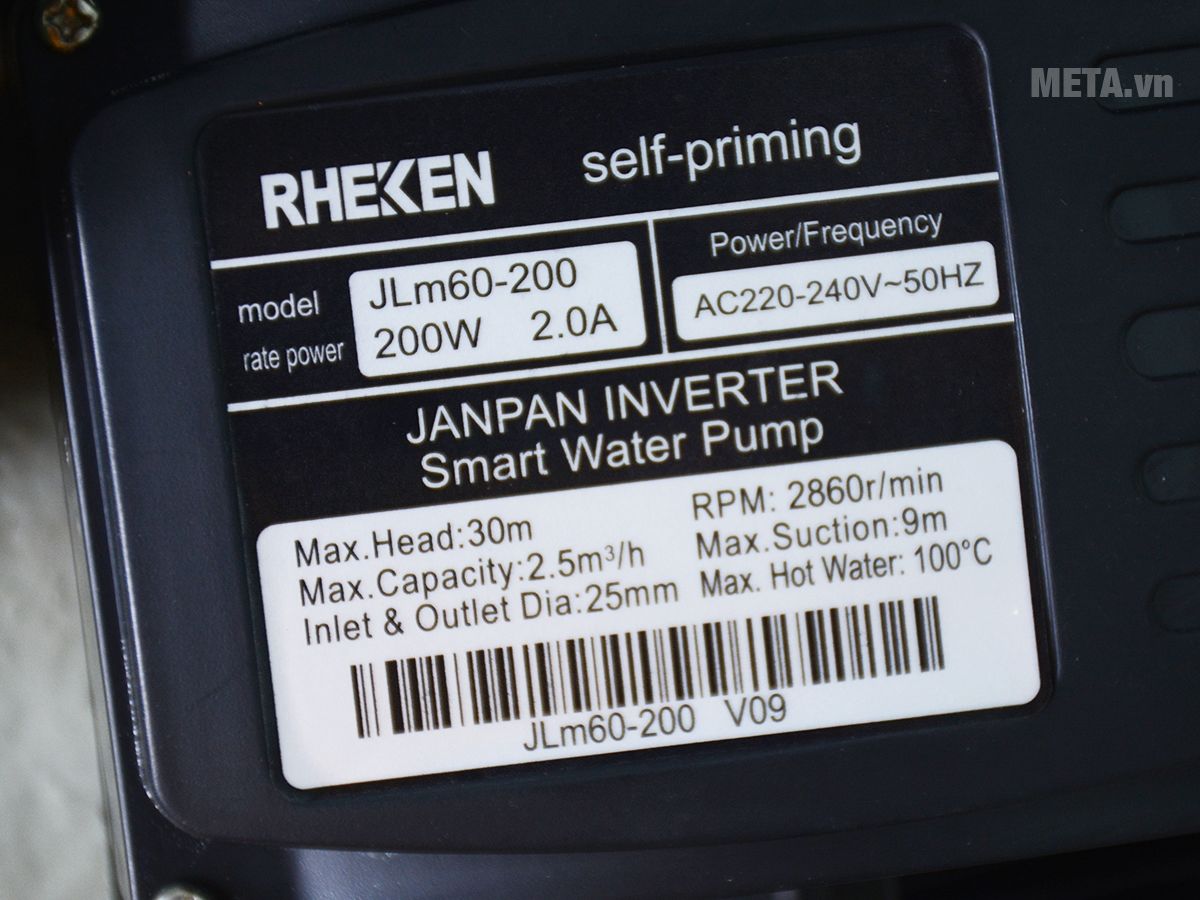 META.vn
RHEKEN self-priming
model JLm60-200
rate power 200W 2.0A
Power/Frequency
AC220-240V~50HZ
JANPAN INVERTER
Smart Water Pump
Max.Head:30m RPM: 2860r/min
Max.Capacity:2.5m³/h Max.Suction:9m
Inlet & Outlet Dia:25mm Max. Hot Water: 100°C
JLm60-200 V09